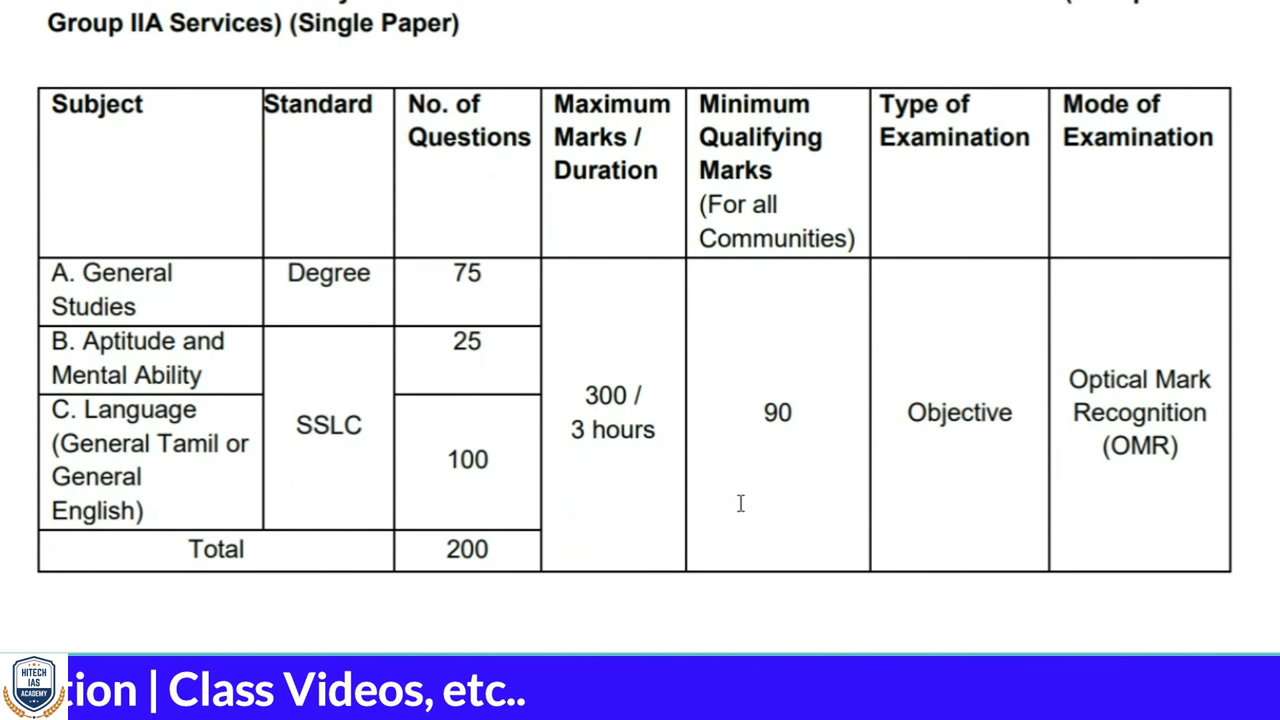 Group IIA Services) (Single Paper)
Subject
Standard
No. of
Questions
Maximum
Marks /
Duration
Minimum
Qualifying
Marks
(For all
Communities)
Type of
Examination
Mode of
Examination
A. General
Studies
Degree
75
B. Aptitude and
Mental Ability
25
C. Language
(General Tamil or
General
English)
SSLC
100
300 /
3 hours
90
Objective
Optical Mark
Recognition
(OMR)
Total
200
HITECH
IAS
ACADEMY
tion | Class Videos, etc..